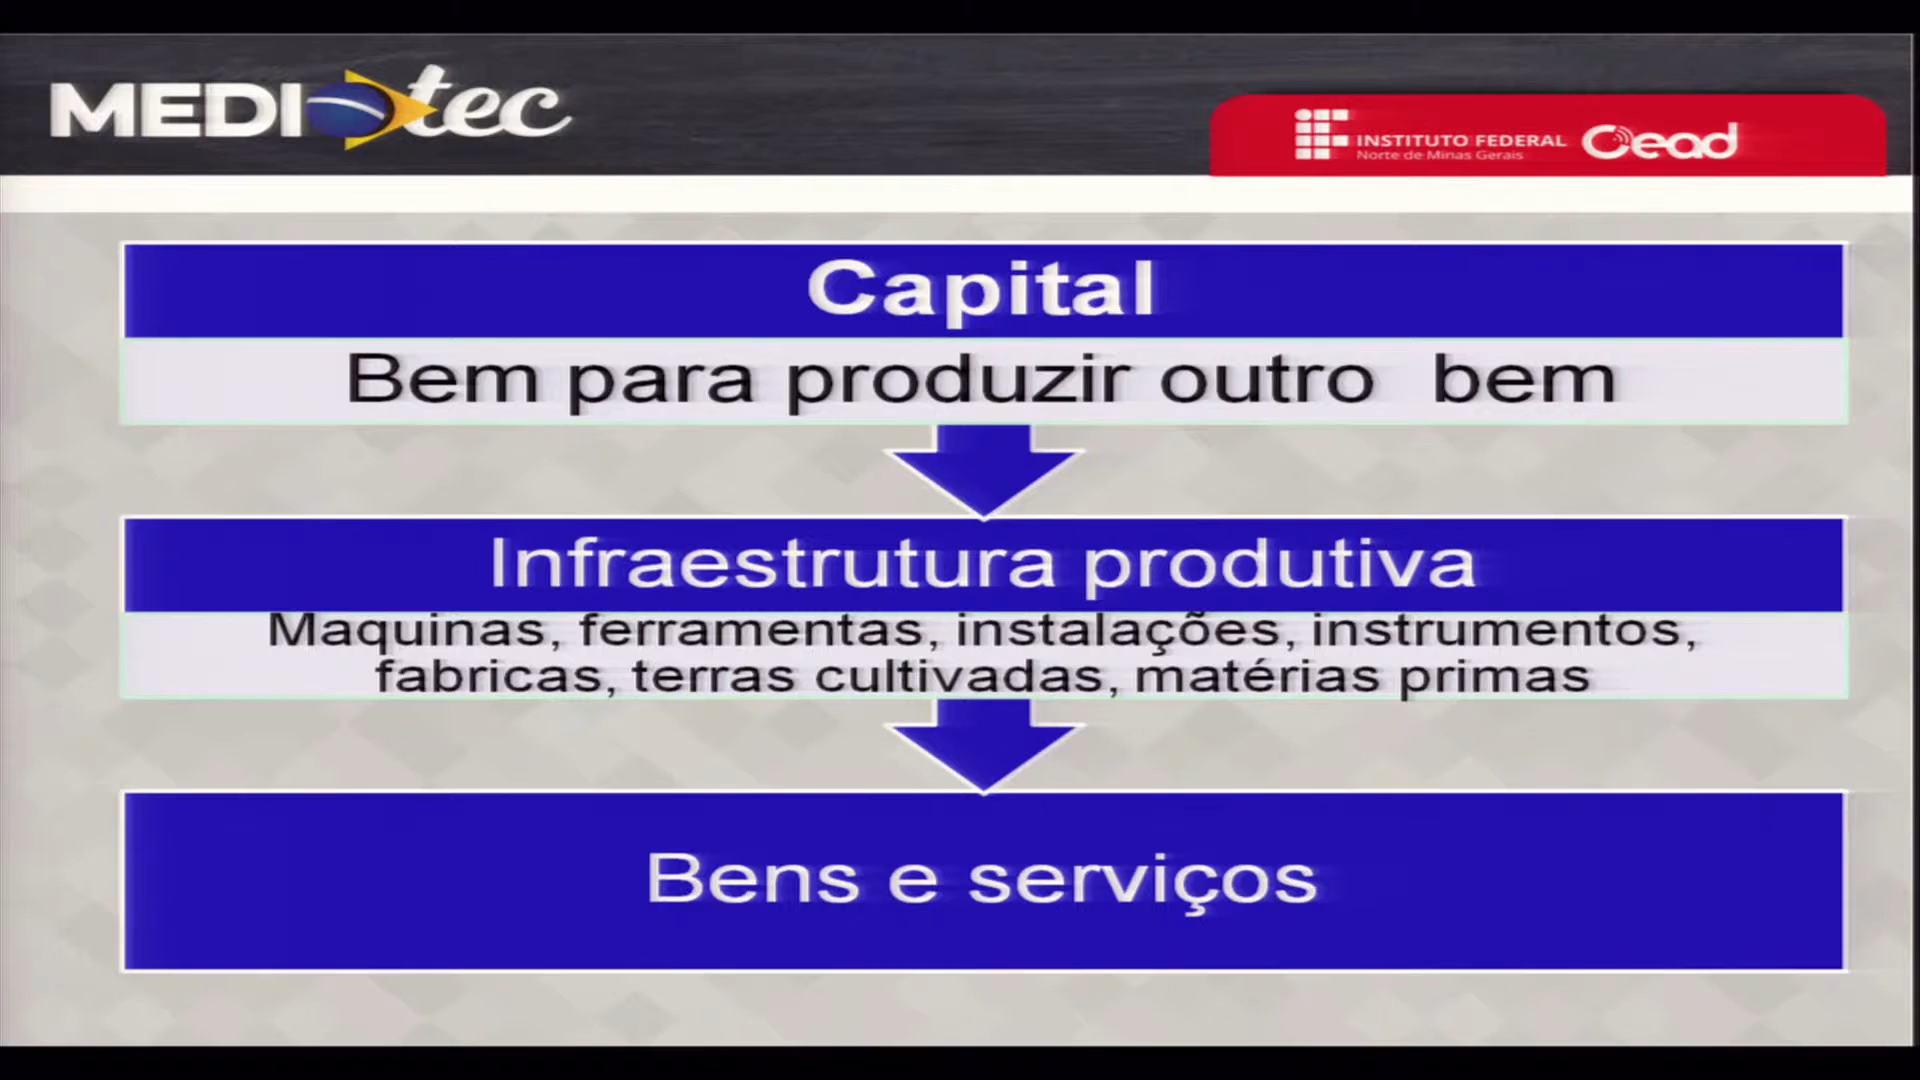 MEDIOtec
INSTITUTO FEDERAL
Norte de Minas Gerais
Cead
Capital
Bem para produzir outro bem
Infraestrutura produtiva
Maquinas, ferramentas, instalações, instrumentos,
fabricas, terras cultivadas, matérias primas
Bens e serviços